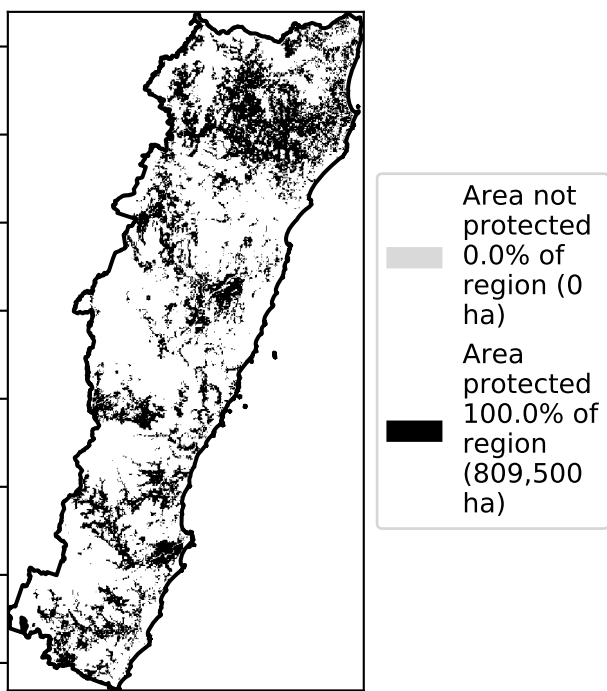 Area not
protected
0.0% of
region (0
ha)
Area
protected
100.0% of
region
(809,500
ha)